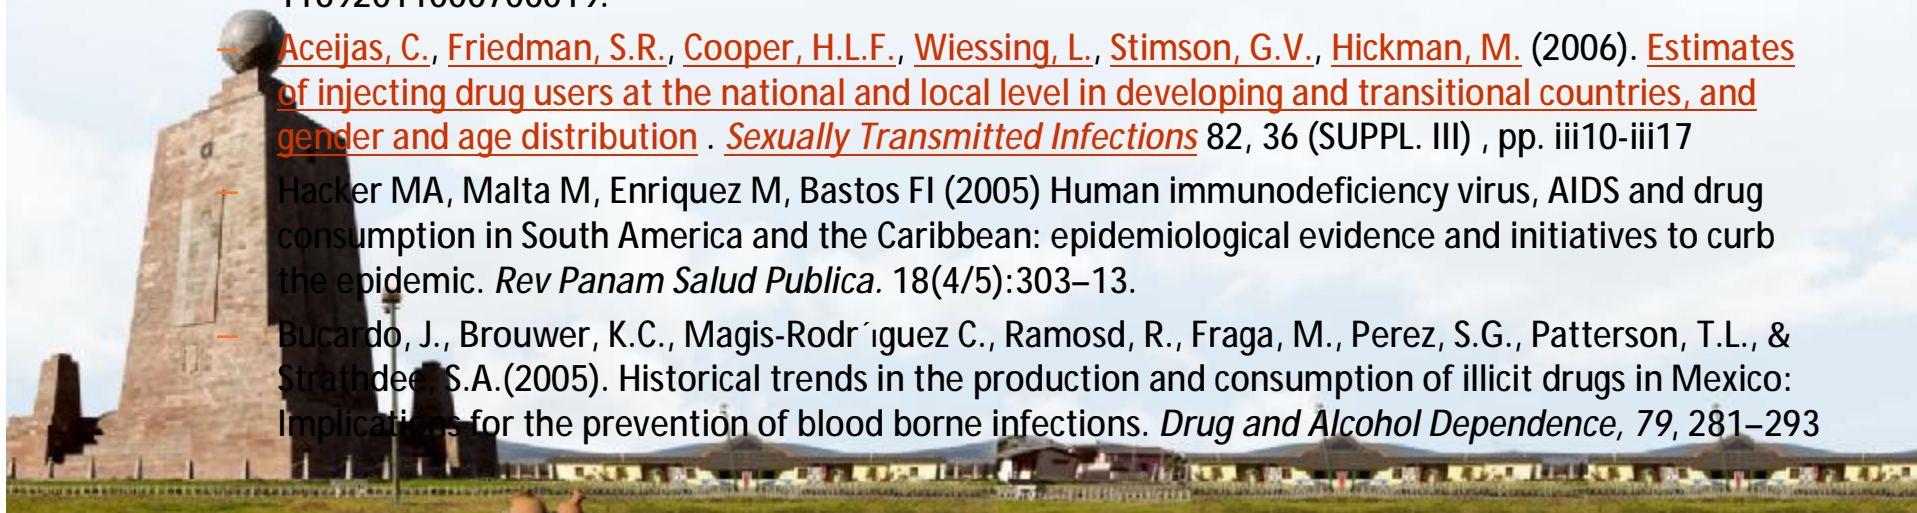 – Aceijas, C., Friedman, S.R., Cooper, H.L.F., Wiessing, L., Stimson, G.V., Hickman, M. (2006). Estimates
of injecting drug users at the national and local level in developing and transitional countries, and
gender and age distribution . Sexually Transmitted Infections 82, 36 (SUPPL. III) , pp. iii10-iii17
– Hacker MA, Malta M, Enriquez M, Bastos FI (2005) Human immunodeficiency virus, AIDS and drug
consumption in South America and the Caribbean: epidemiological evidence and initiatives to curb
the epidemic. Rev Panam Salud Publica. 18(4/5):303–13.
– Bucardo, J., Brouwer, K.C., Magis-Rodr´ıguez C., Ramosd, R., Fraga, M., Perez, S.G., Patterson, T.L., &
Strathdee, S.A.(2005). Historical trends in the production and consumption of illicit drugs in Mexico:
Implications for the prevention of blood borne infections. Drug and Alcohol Dependence, 79, 281–293